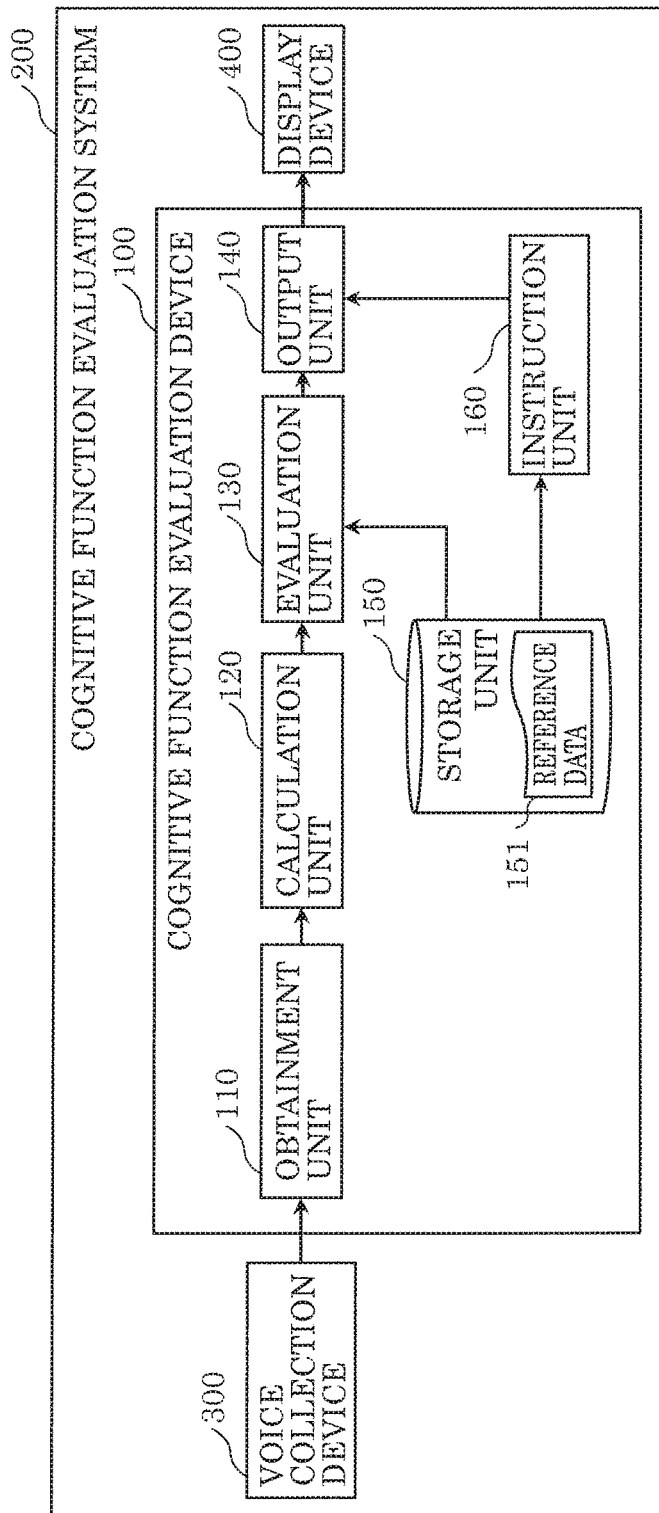 COGNITIVE FUNCTION EVALUATION SYSTEM
200
COGNITIVE FUNCTION EVALUATION DEVICE
100
300
VOICE
COLLECTION
DEVICE
110
OBTAINMENT
UNIT
120
CALCULATION
UNIT
130
EVALUATION
UNIT
140
OUTPUT
UNIT
400
DISPLAY
DEVICE
150
STORAGE
UNIT
151
REFERENCE
DATA
160
INSTRUCTION
UNIT